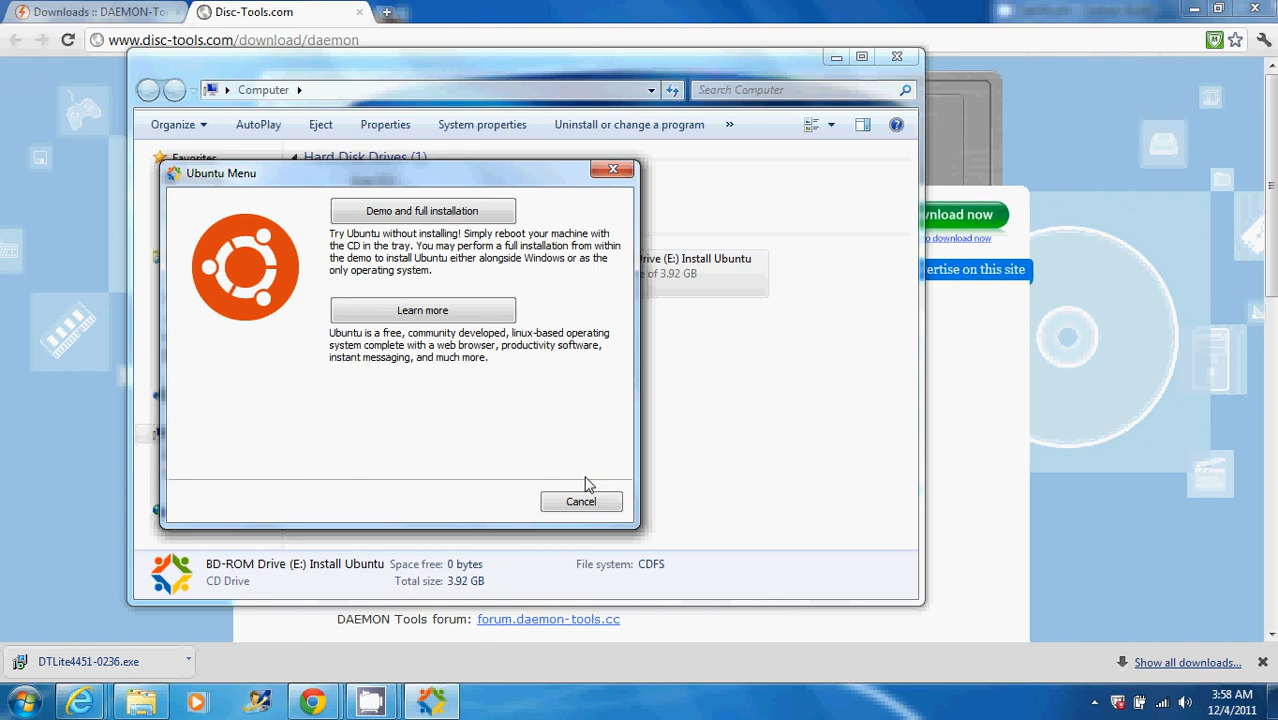 Downloads :: DAEMON-To
Disc-Tools.com
www.disc-tools.com/download/daemon
Computer
Search Computer
Organize
AutoPlay
Eject
Properties
System properties
Uninstall or change a program
»
Favorites
Hard Disk Drives (1)
Ubuntu Menu
Demo and full installation
Try Ubuntu without installing! Simply reboot your machine with
the CD in the tray. You may perform a full installation from within
the demo to install Ubuntu either alongside Windows or as the
only operating system.
Learn more
Ubuntu is a free, community developed, linux-based operating
system complete with a web browser, productivity software,
instant messaging, and much more.
Cancel
rive (E:) Install Ubuntu
e of 3.92 GB
wnload now
o download now
ertise on this site
BD-ROM Drive (E:) Install Ubuntu
Space free: 0 bytes
File system: CDFS
CD Drive
Total size: 3.92 GB
DAEMON Tools forum: forum.daemon-tools.cc
DTLite4451-0236.exe
Show all downloads...
3:58 AM
12/4/2011